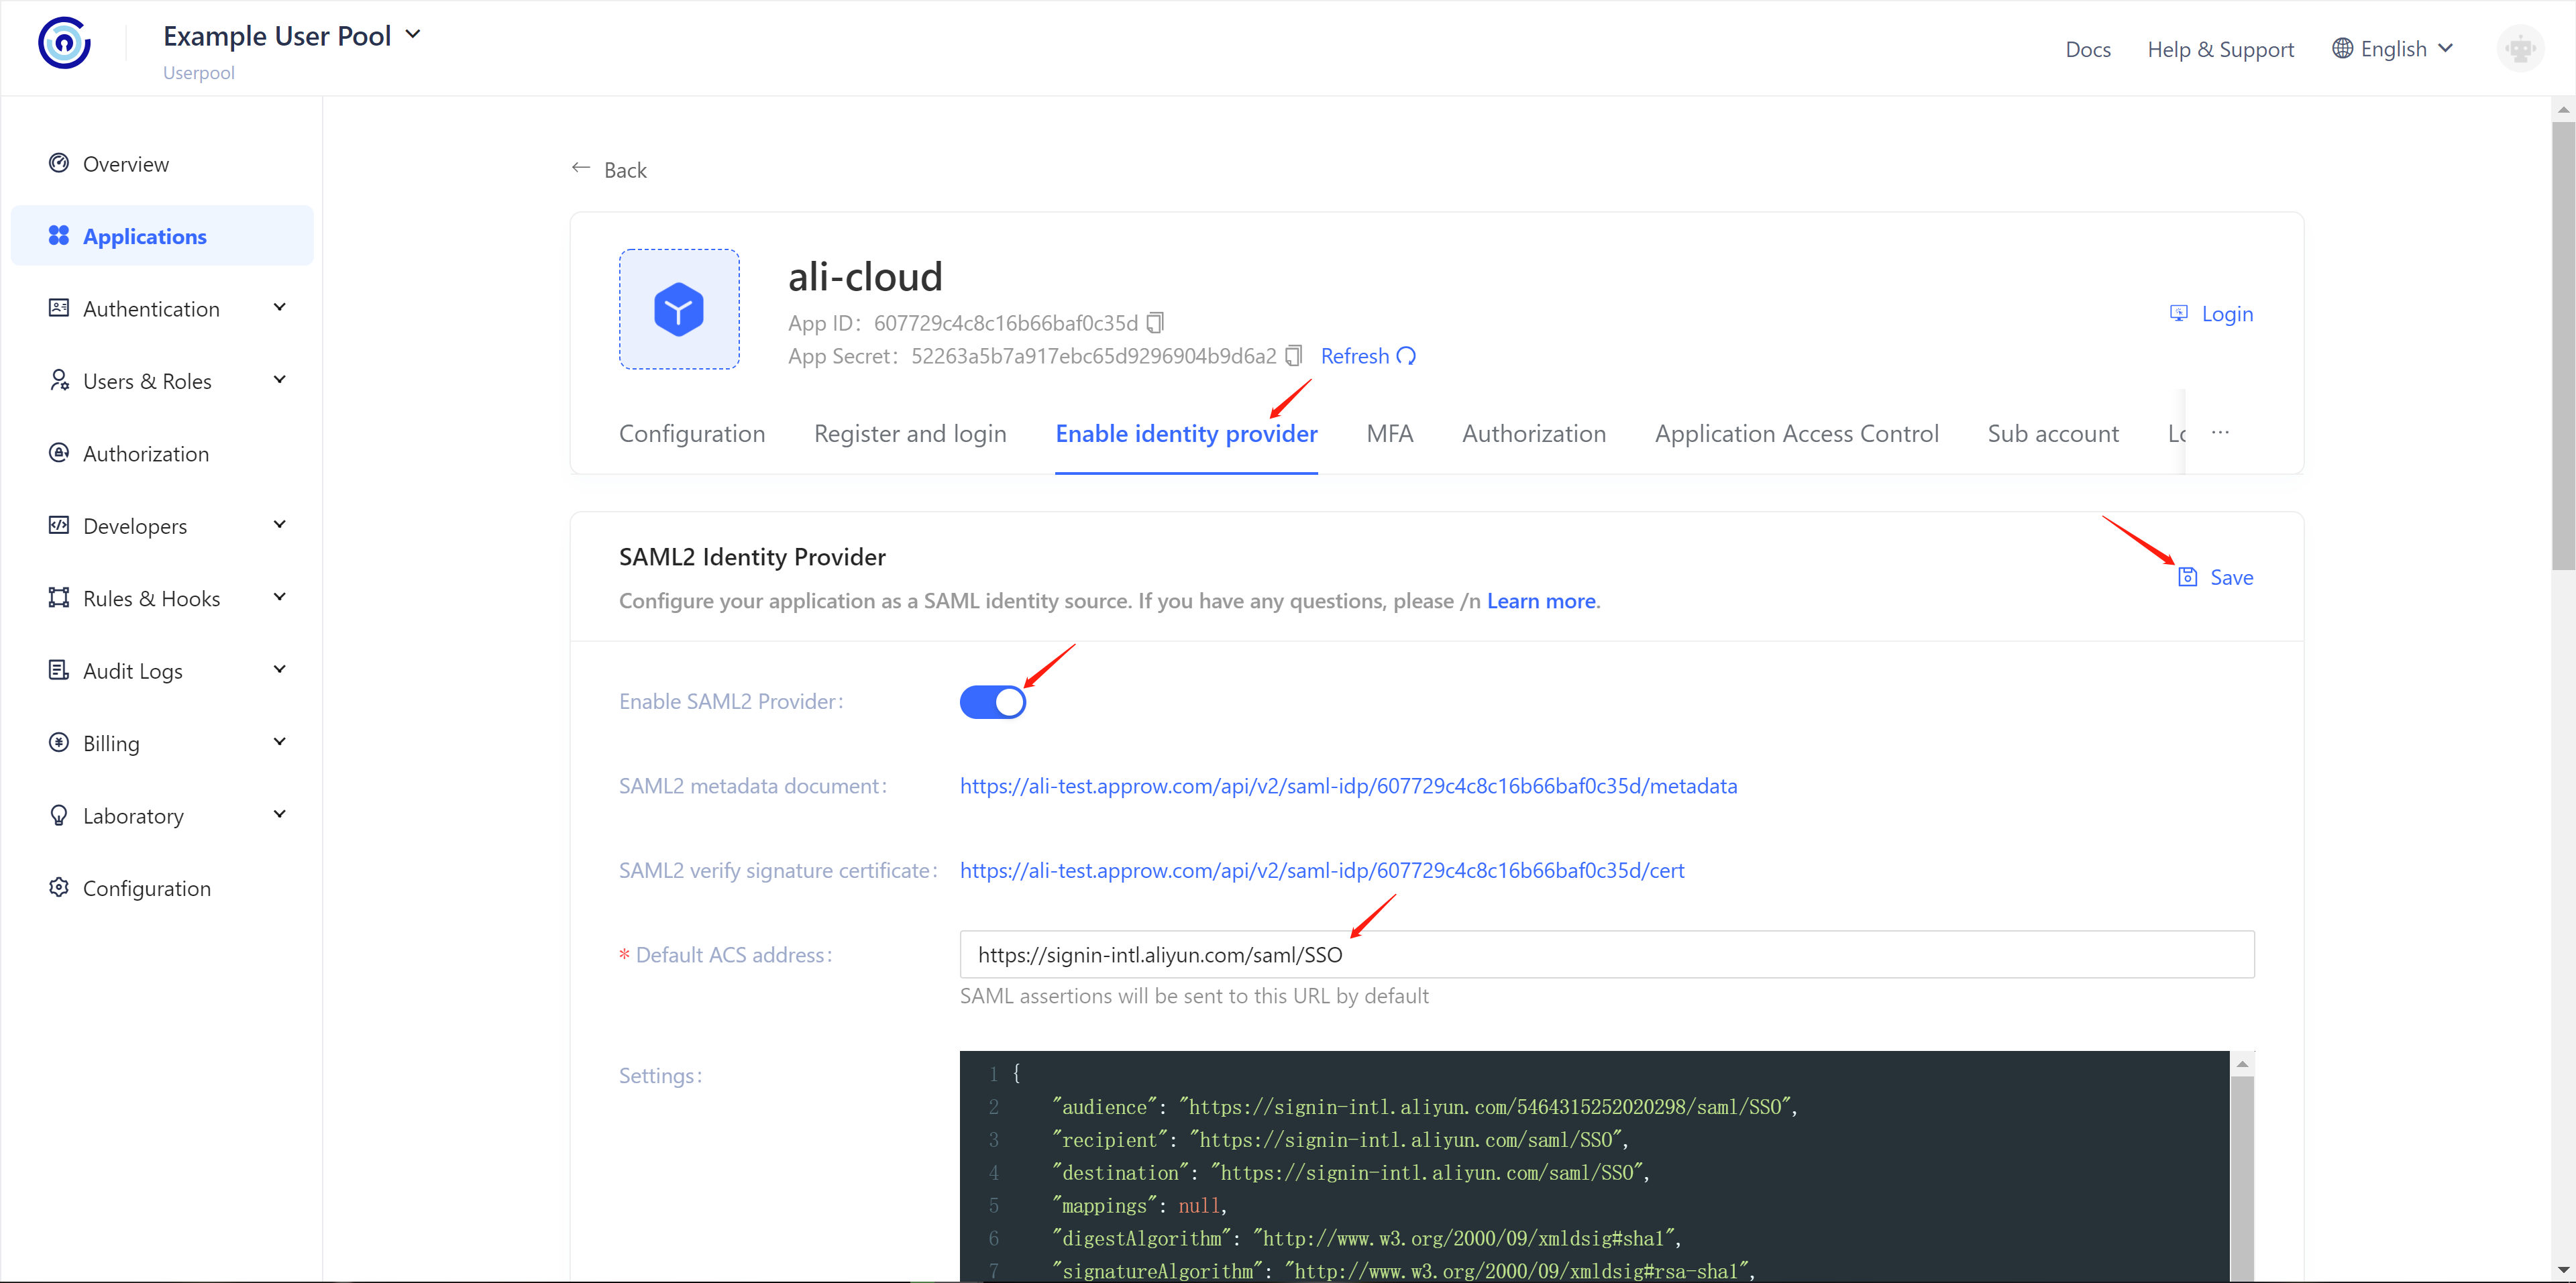 Example User Pool
Userpool
Docs
Help & Support
English
Overview
Applications
Authentication
Users & Roles
Authorization
Developers
Rules & Hooks
Audit Logs
Billing
Laboratory
Configuration
Back
ali-cloud
App ID: 607729c4c8c16b66baf0c35d
App Secret: 52263a5b7a917ebc65d9296904b9d6a2 Refresh
Login
Configuration Register and login Enable identity provider MFA Authorization Application Access Control Sub account Lo ...
SAML2 Identity Provider
Configure your application as a SAML identity source. If you have any questions, please /n Learn more.
Save
Enable SAML2 Provider:
SAML2 metadata document: https://ali-test.approw.com/api/v2/saml-idp/607729c4c8c16b66baf0c35d/metadata
SAML2 verify signature certificate: https://ali-test.approw.com/api/v2/saml-idp/607729c4c8c16b66baf0c35d/cert
* Default ACS address: https://signin-intl.aliyun.com/saml/SSO
SAML assertions will be sent to this URL by default
Settings:
1 {
2 "audience": "https://signin-intl.aliyun.com/5464315252020298/saml/SSO",
3 "recipient": "https://signin-intl.aliyun.com/saml/SSO",
4 "destination": "https://signin-intl.aliyun.com/saml/SSO",
5 "mappings": null,
6 "digestAlgorithm": "http://www.w3.org/2000/09/xmldsig#sha1",
7 "signatureAlgorithm": "http://www.w3.org/2000/09/xmldsig#rsa-sha1",